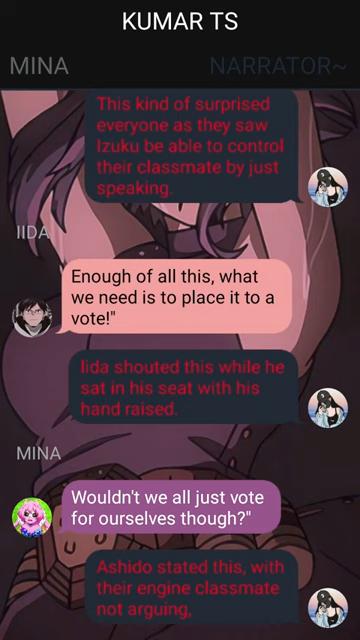 KUMAR TS
MINA
NARRATOR~
This kind of surprised
everyone as they saw
Izuku be able to control
their classmate by just
speaking.
IIDA
Enough of all this, what
we need is to place it to a
vote!"
Iida shouted this while he
sat in his seat with his
hand raised.
MINA
Wouldn't we all just vote
for ourselves though?"
Ashido stated this, with
their engine classmate
not arguing,